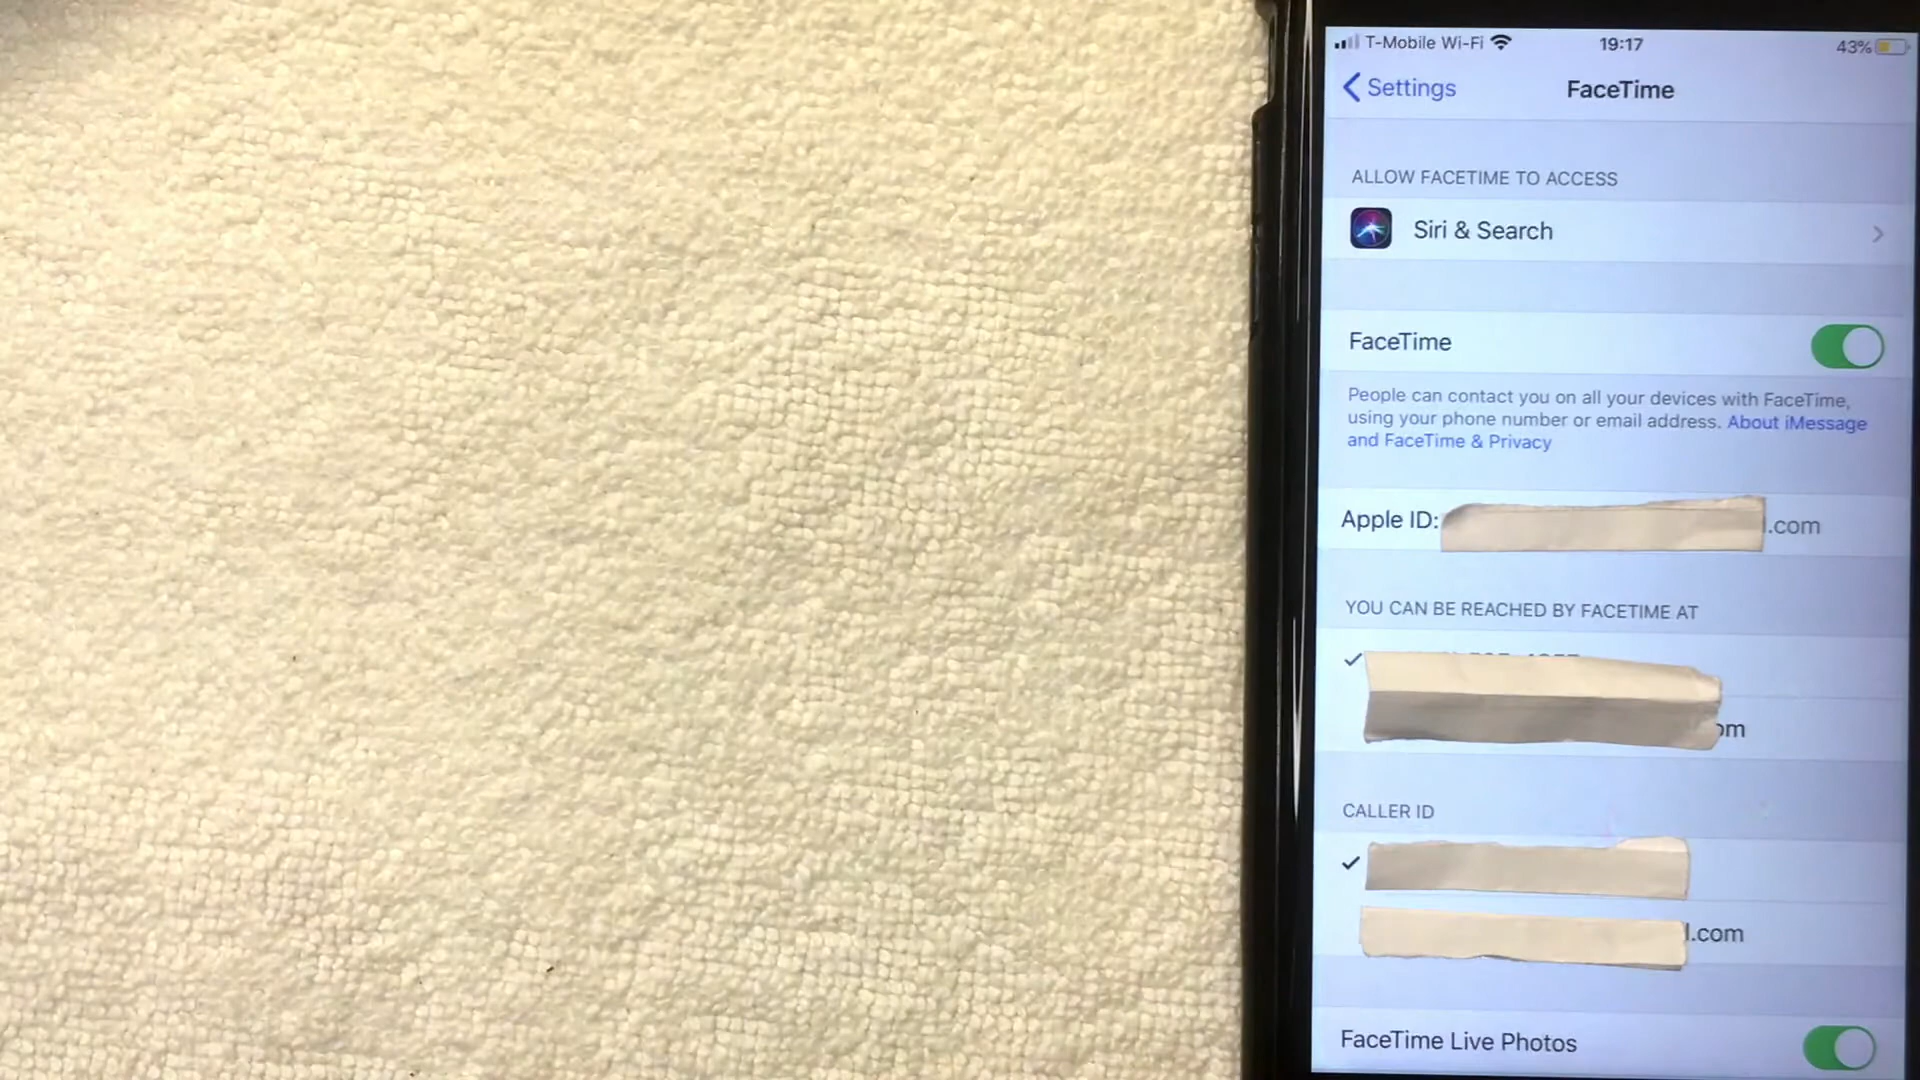 T-Mobile Wi-Fi 19:17 43%
Settings FaceTime
ALLOW FACETIME TO ACCESS
Siri & Search
FaceTime
People can contact you on all your devices with FaceTime,
using your phone number or email address. About iMessage
and FaceTime & Privacy
Apple ID: .com
YOU CAN BE REACHED BY FACETIME AT
om
CALLER ID
l.com
FaceTime Live Photos